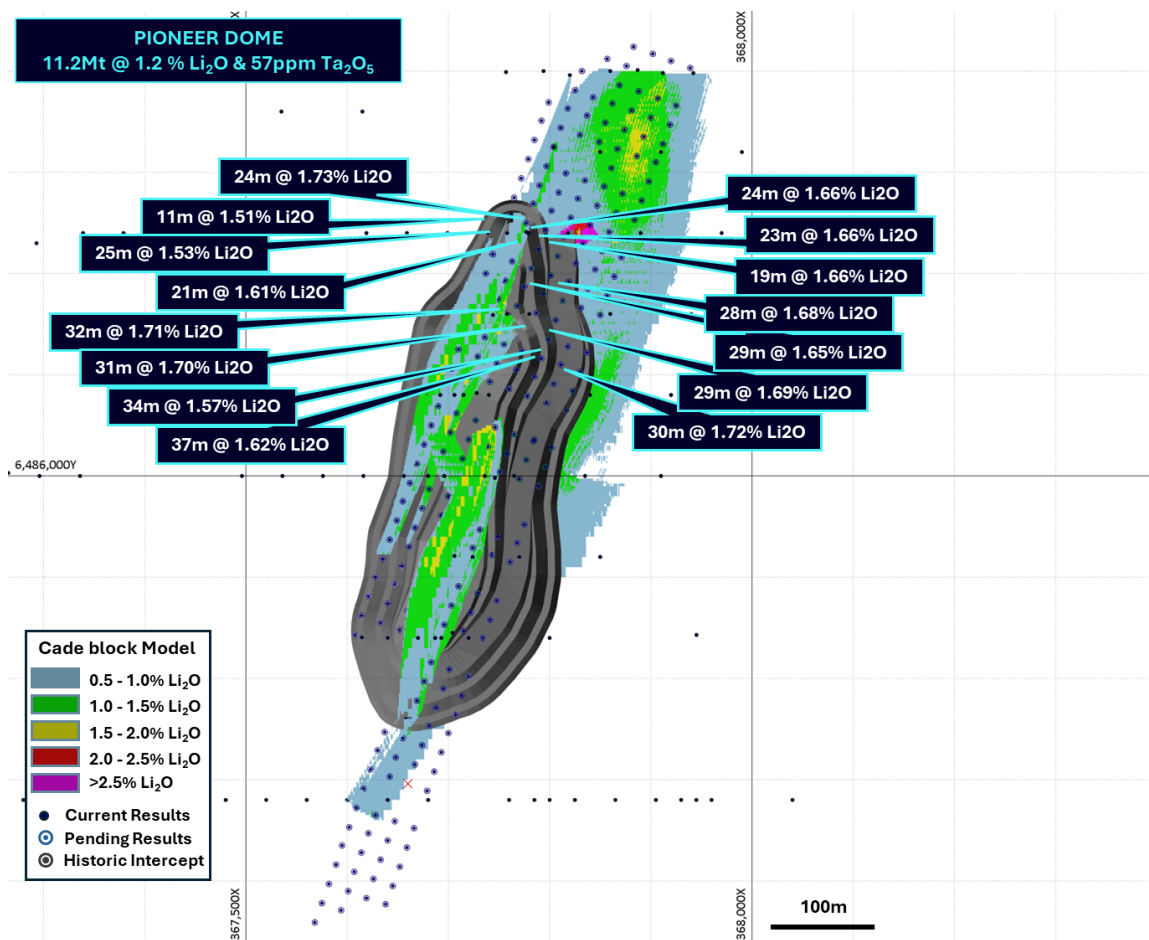 PIONEER DOME
11.2Mt @ 1.2 % Li₂O & 57ppm Ta₂O₅
368,000X
24m @ 1.73% Li2O
11m @ 1.51% Li2O
25m @ 1.53% Li2O
21m @ 1.61% Li2O
32m @ 1.71% Li2O
31m @ 1.70% Li2O
34m @ 1.57% Li2O
37m @ 1.62% Li2O
24m @ 1.66% Li2O
23m @ 1.66% Li2O
19m @ 1.66% Li2O
28m @ 1.68% Li2O
29m @ 1.65% Li2O
29m @ 1.69% Li2O
30m @ 1.72% Li2O
6,486,000Y
Cade block Model
0.5 - 1.0% Li₂O
1.0 - 1.5% Li₂O
1.5 - 2.0% Li₂O
2.0 - 2.5% Li₂O
>2.5% Li₂O
Current Results
Pending Results
Historic Intercept
367,500X
368,000X
100m